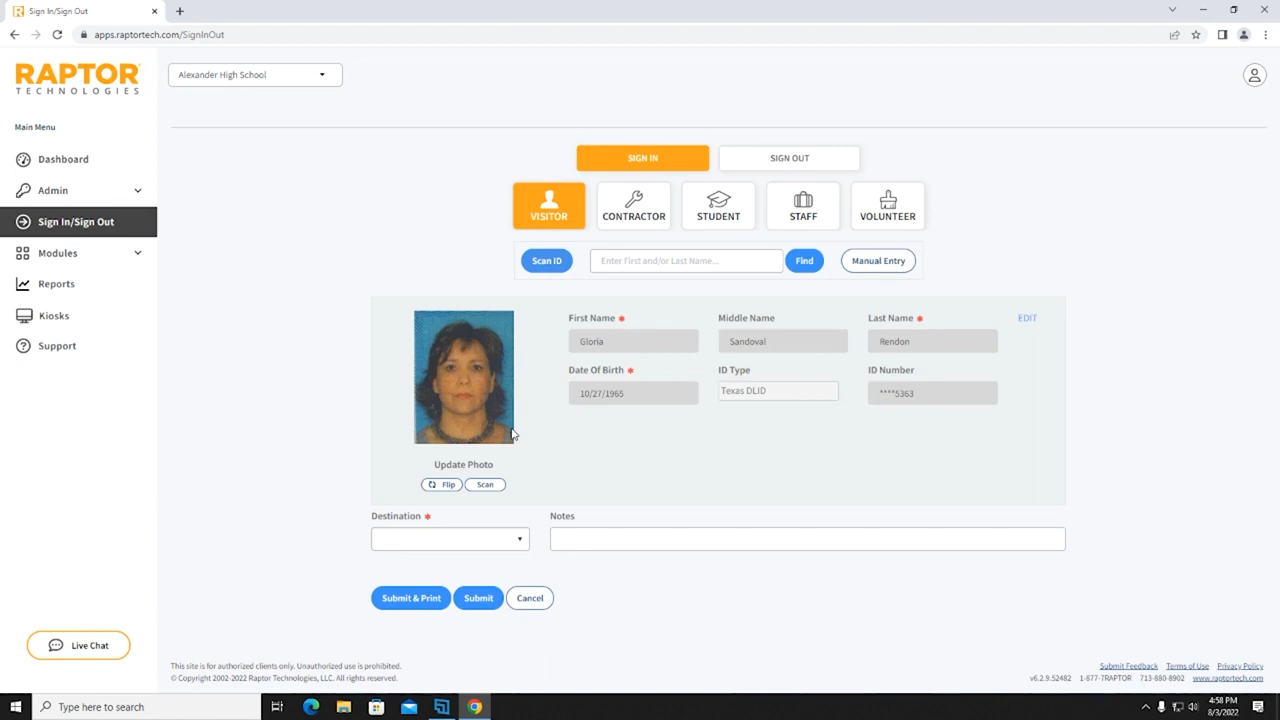 Sign In/Sign Out
apps.raptortech.com/SignInOut
RAPTOR
TECHNOLOGIES
Alexander High School
Main Menu
Dashboard
Admin
Sign In/Sign Out
Modules
Reports
Kiosks
Support
Live Chat
SIGN IN
SIGN OUT
VISITOR
CONTRACTOR
STUDENT
STAFF
VOLUNTEER
Scan ID
Enter First and/or Last Name...
Find
Manual Entry
First Name *
Middle Name
Last Name *
EDIT
Gloria
Sandoval
Rendon
Date Of Birth *
ID Type
ID Number
10/27/1965
Texas DLID
****5363
Update Photo
Flip
Scan
Destination *
Notes
Submit & Print
Submit
Cancel
This site is for authorized clients only. Unauthorized use is prohibited.
© Copyright 2002-2022 Raptor Technologies, LLC. All rights reserved.
Submit Feedback Terms of Use Privacy Policy
v6.2.9.52482 1-877-7RAPTOR 713-880-8902 www.raptortech.com
Type here to search
4:58 PM
8/3/2022